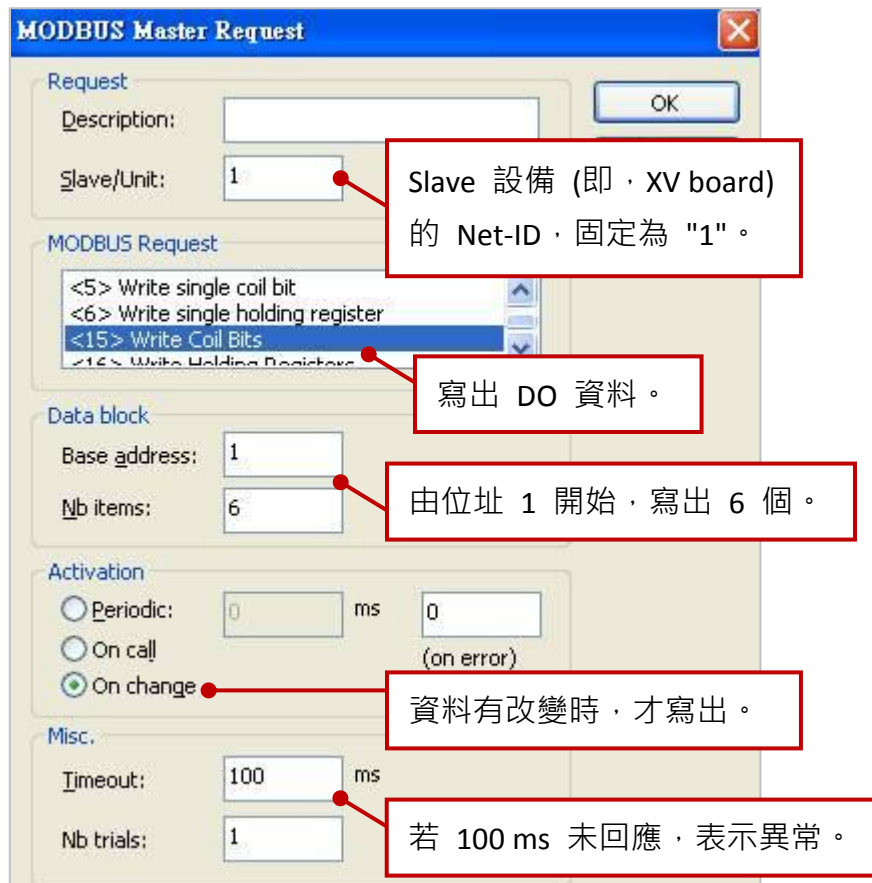 MODBUS Master Request
Request
Description:
OK
Slave/Unit:
1
Slave 設備 (即，XV board)
的 Net-ID，固定為 "1"。
MODBUS Request
<5> Write single coil bit
<6> Write single holding register
<15> Write Coil Bits
<16> Write Holding Registers
寫出 DO 資料。
Data block
Base address:
1
Nb items:
6
由位址 1 開始，寫出 6 個。
Activation
Periodic:
0
ms
0
On call
(on error)
On change
資料有改變時，才寫出。
Misc.
Timeout:
100
ms
Nb trials:
1
若 100 ms 未回應，表示異常。